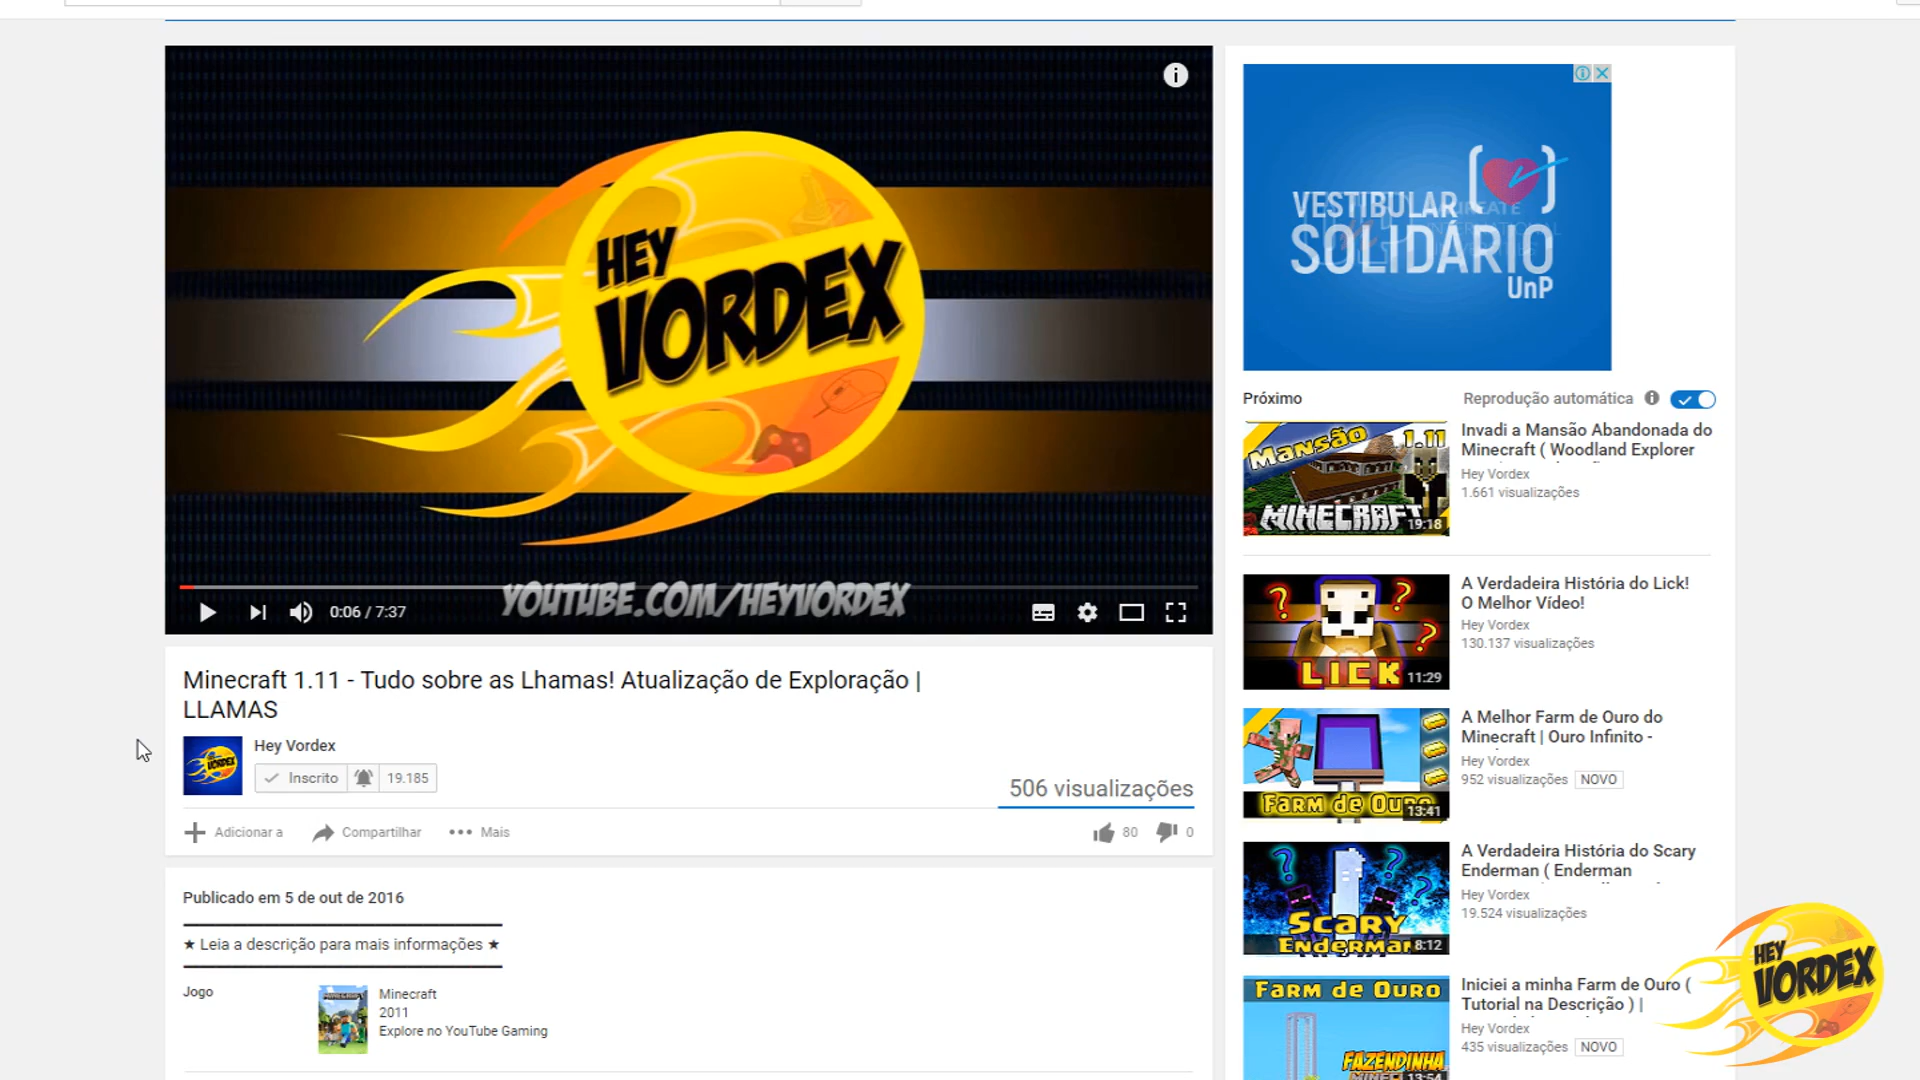 HEY
VORDEX
YOUTUBE.COM/HEYVORDEX
0:06 / 7:37
Minecraft 1.11 - Tudo sobre as Lhamas! Atualização de Exploração |
LLAMAS
Hey Vordex
Inscrito
19.185
506 visualizações
Adicionar a
Compartilhar
Mais
80
0
Publicado em 5 de out de 2016
★ Leia a descrição para mais informações ★
Jogo
Minecraft
2011
Explore no YouTube Gaming
VESTIBULAR
SOLIDÁRIO
UnP
Próximo
Reprodução automática
Mansão
1.11
MINECRAFT
19:18
Invadi a Mansão Abandonada do
Minecraft ( Woodland Explorer
Hey Vordex
1.661 visualizações
LICK
11:29
A Verdadeira História do Lick!
O Melhor Vídeo!
Hey Vordex
130.137 visualizações
Farm de Ouro
13:41
A Melhor Farm de Ouro do
Minecraft | Ouro Infinito -
Hey Vordex
952 visualizações
NOVO
Scary
Enderman
8:12
A Verdadeira História do Scary
Enderman ( Enderman
Hey Vordex
19.524 visualizações
Farm de Ouro
FAZENDINHA
13:54
Iniciei a minha Farm de Ouro (
Tutorial na Descrição ) |
Hey Vordex
435 visualizações
NOVO
HEY
VORDEX